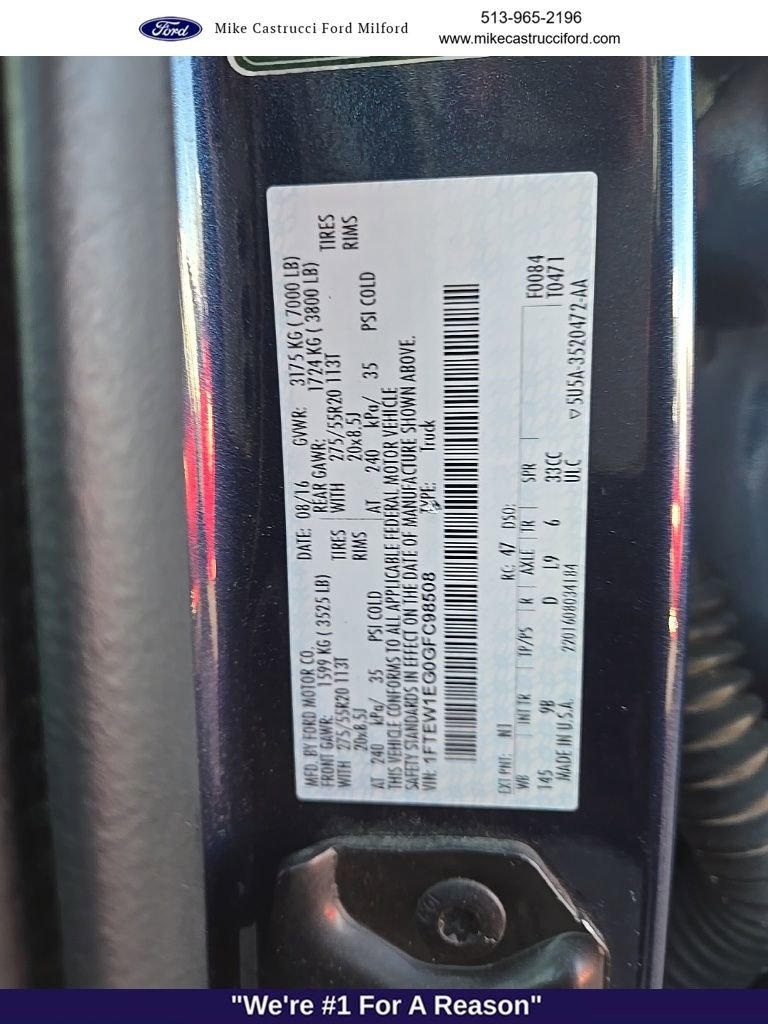 Ford
Mike Castrucci Ford Milford
513-965-2196
www.mikecastrucciford.com
MFD. BY FORD MOTOR CO.
DATE: 08/16 GVWR: 3175 KG ( 7000 LB)
FRONT GAWR: 1599 KG ( 3525 LB) REAR GAWR: 1724 KG ( 3800 LB)
WITH 275/55R20 113T TIRES WITH 275/55R20 113T TIRES
20x8.5J RIMS 20x8.5J RIMS
AT 240 kPa/ 35 PSI COLD AT 240 kPa/ 35 PSI COLD
THIS VEHICLE CONFORMS TO ALL APPLICABLE FEDERAL MOTOR VEHICLE
SAFETY STANDARDS IN EFFECT ON THE DATE OF MANUFACTURE SHOWN ABOVE.
VIN: 1FTEW1EG0GFC98508 TYPE: Truck
EXT PNT: N1 RC: 47 DSO:
WB INT TR TP/PS R AXLE TR SPR F0084
145 9B D L9 6 33CC T0471
ULC
MADE IN U.S.A. 2201608034184 5U5A-3520472-AA
"We're #1 For A Reason"